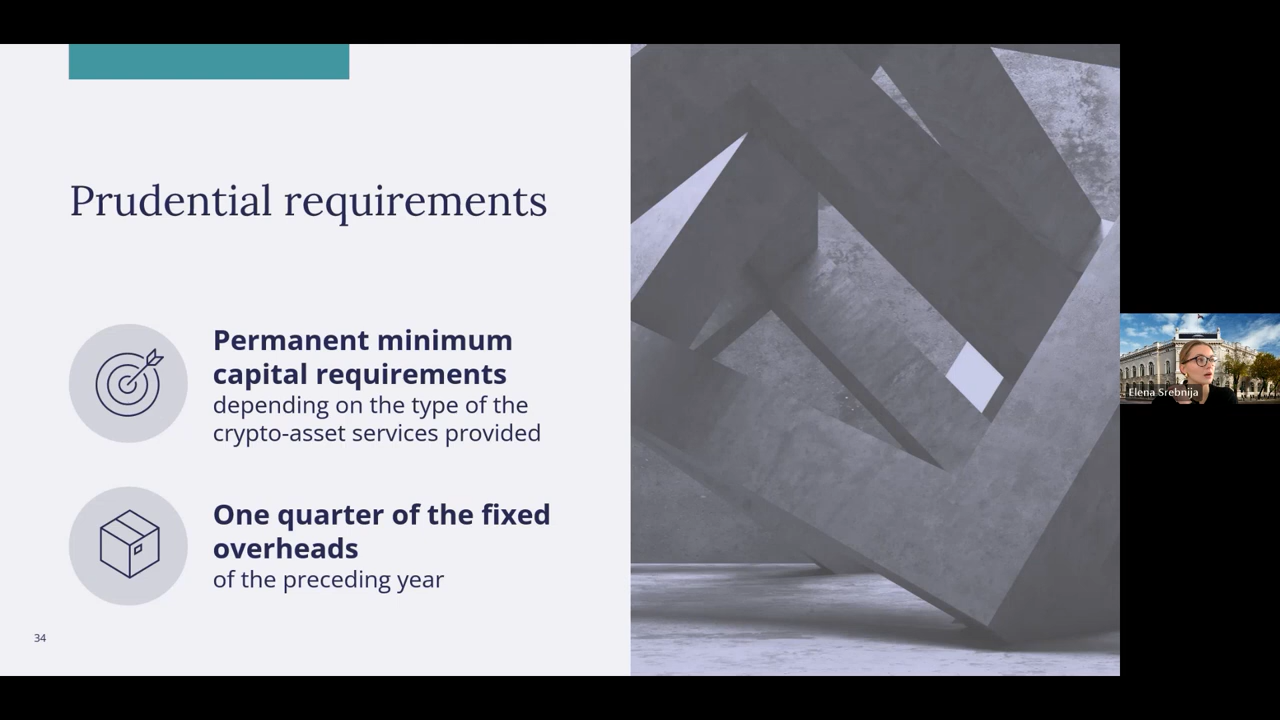 Prudential requirements
Permanent minimum
capital requirements
depending on the type of the
crypto-asset services provided
One quarter of the fixed
overheads
of the preceding year
34
Elena Srebnija